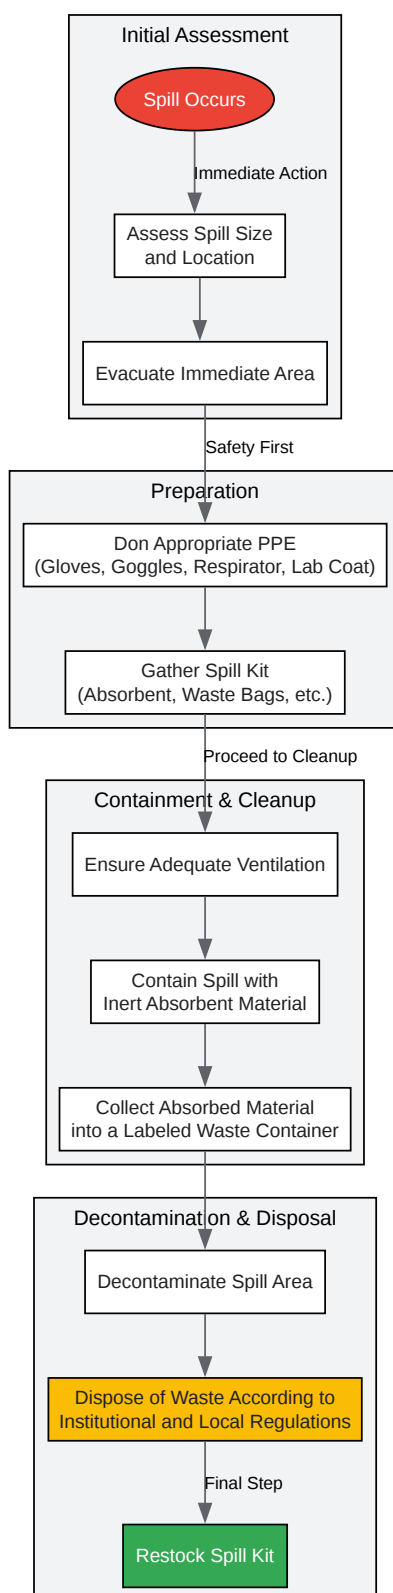 Initial Assessment
Spill Occurs
Immediate Action
Assess Spill Size
and Location
Evacuate Immediate Area
Safety First
Preparation
Don Appropriate PPE
(Gloves, Goggles, Respirator, Lab Coat)
Gather Spill Kit
(Absorbent, Waste Bags, etc.)
Proceed to Cleanup
Containment & Cleanup
Ensure Adequate Ventilation
Contain Spill with
Inert Absorbent Material
Collect Absorbed Material
into a Labeled Waste Container
Decontamination & Disposal
Decontaminate Spill Area
Dispose of Waste According to
Institutional and Local Regulations
Final Step
Restock Spill Kit